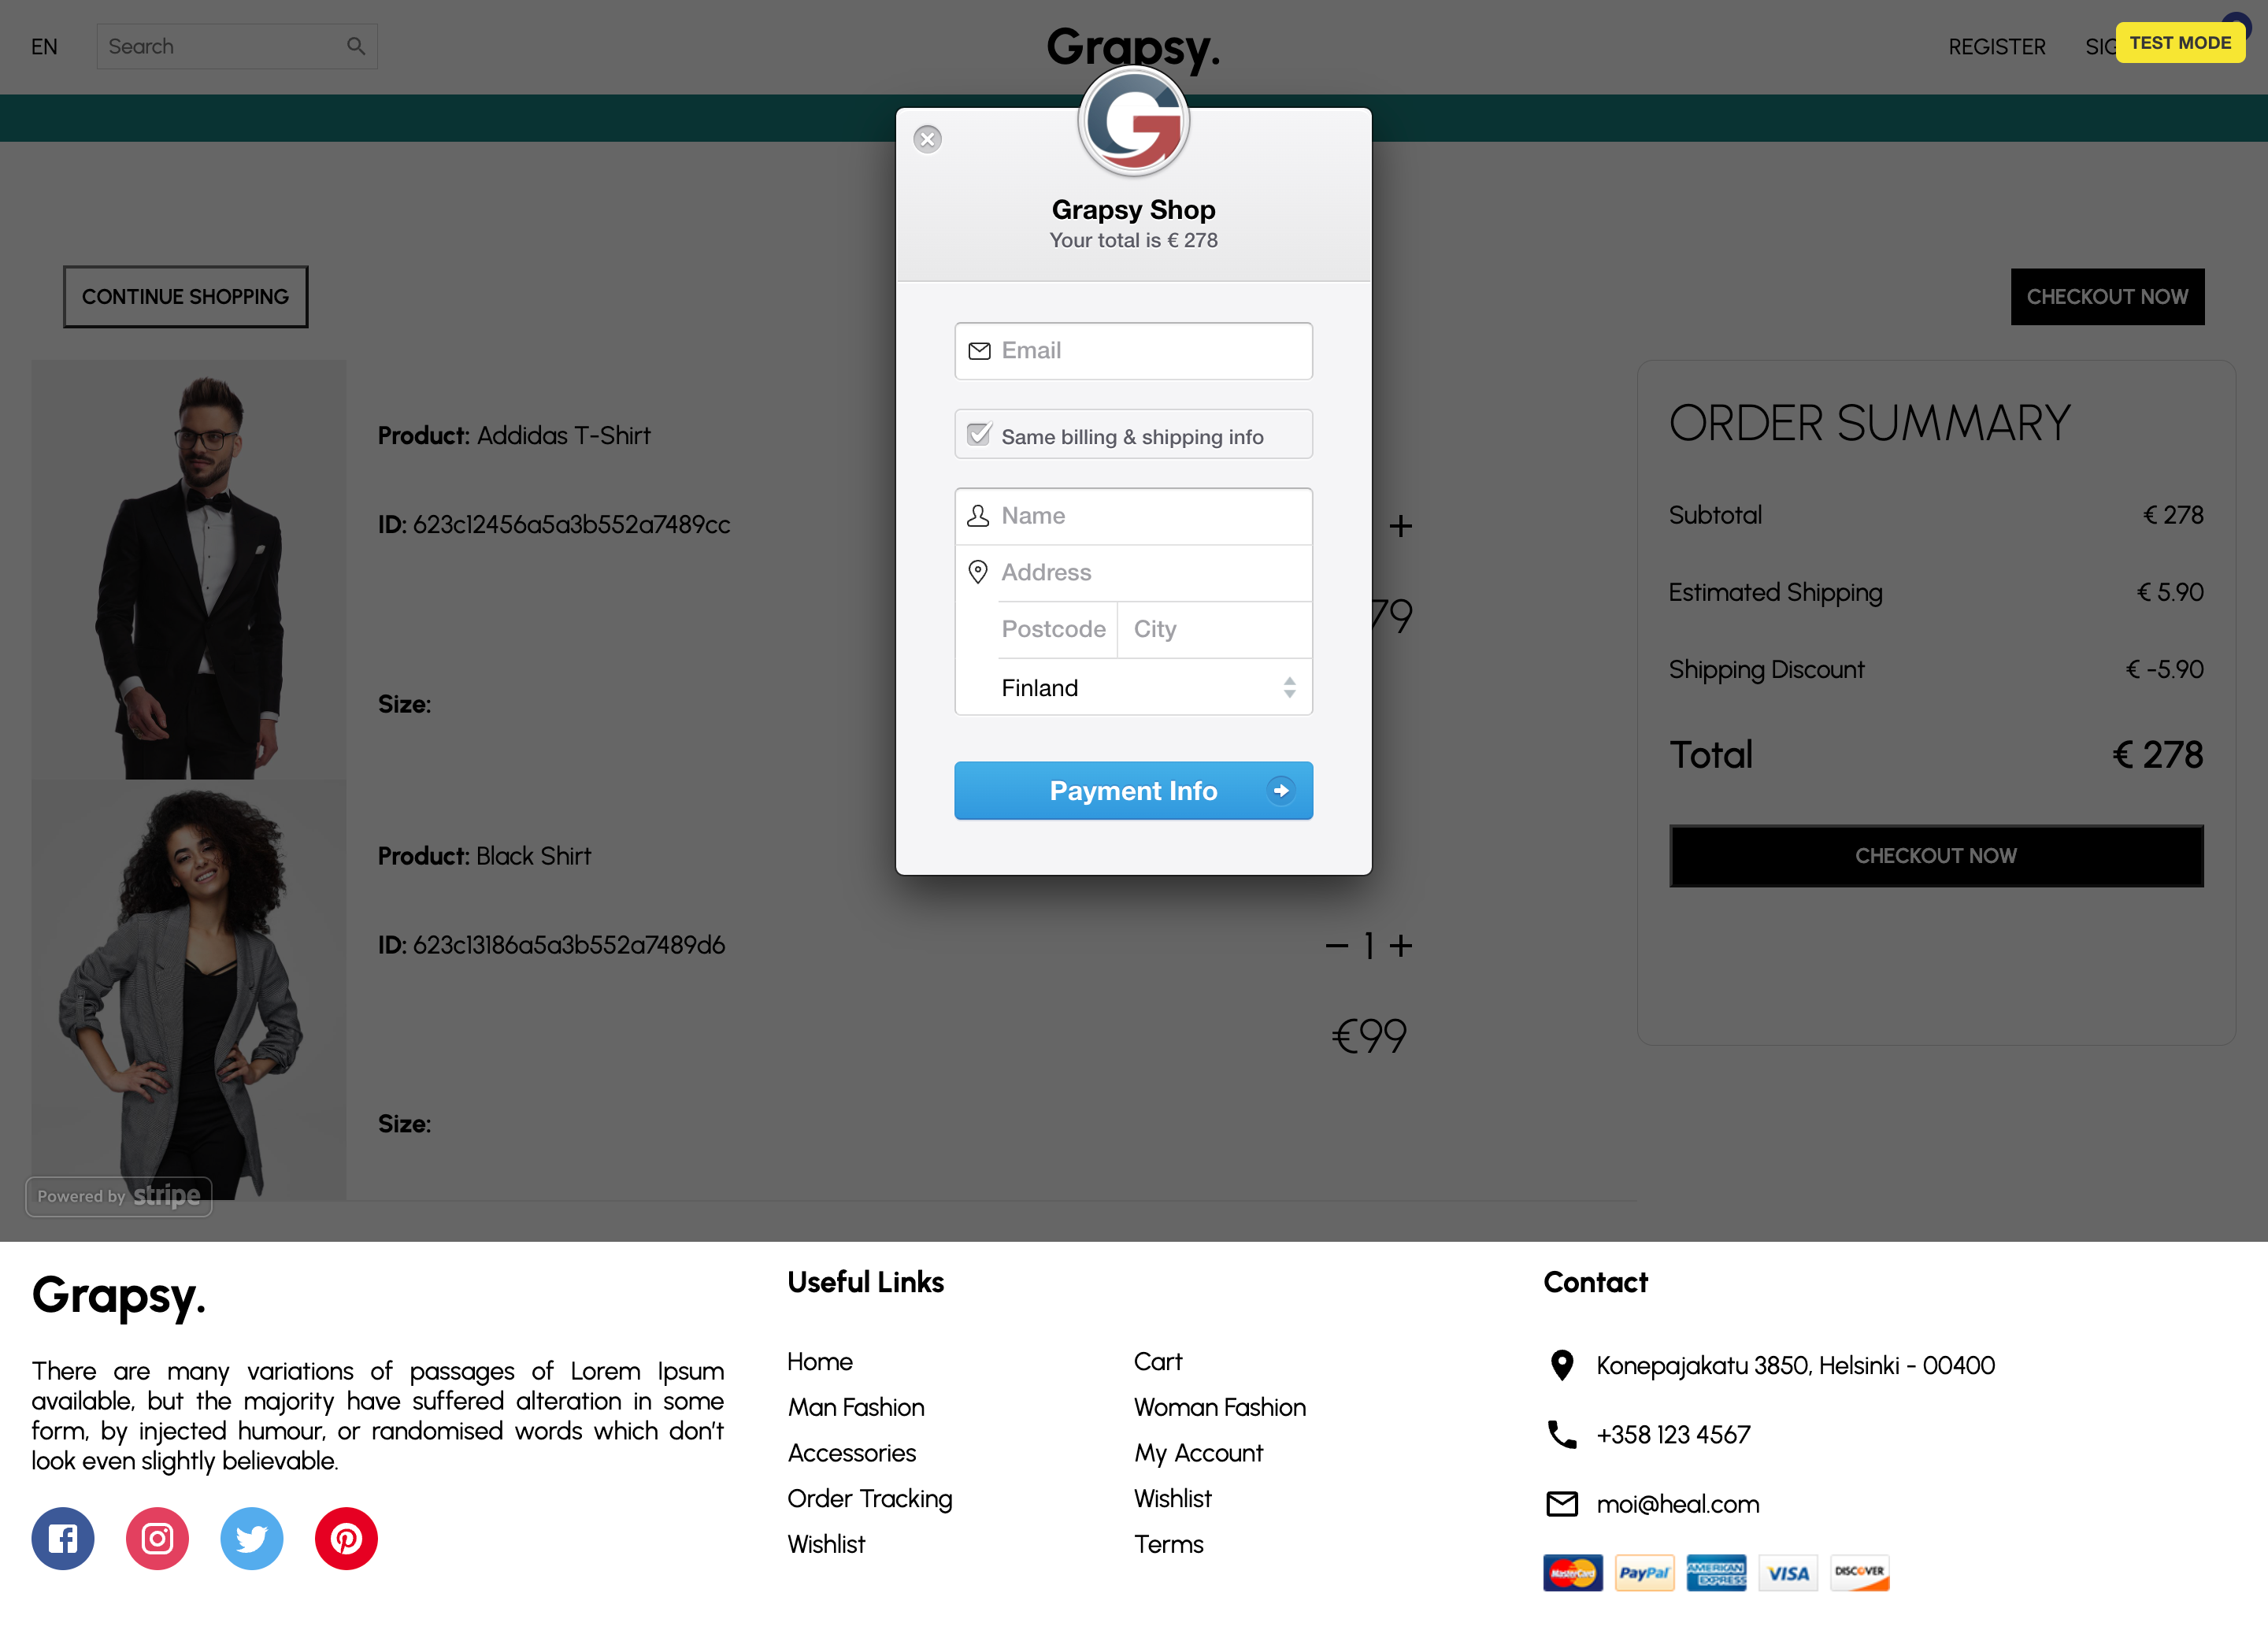 EN
Search
Grapsy.
REGISTER
SIG
TEST MODE
G
Grapsy Shop
Your total is € 278
CONTINUE SHOPPING
CHECKOUT NOW
Email
Same billing & shipping info
Name
Address
Postcode
City
Finland
Payment Info
Product: Addidas T-Shirt
ID: 623c12456a5a3b552a7489cc
+
79
Size:
Product: Black Shirt
ID: 623c13186a5a3b552a7489d6
− 1 +
€99
Size:
ORDER SUMMARY
Subtotal € 278
Estimated Shipping € 5.90
Shipping Discount € -5.90
Total € 278
CHECKOUT NOW
Powered by stripe
Grapsy.
There are many variations of passages of Lorem Ipsum
available, but the majority have suffered alteration in some
form, by injected humour, or randomised words which don’t
look even slightly believable.
Useful Links
Home
Cart
Man Fashion
Woman Fashion
Accessories
My Account
Order Tracking
Wishlist
Wishlist
Terms
Contact
Konepajakatu 3850, Helsinki - 00400
+358 123 4567
moi@heal.com
MasterCard
PayPal
AMERICAN EXPRESS
VISA
DISCOVER